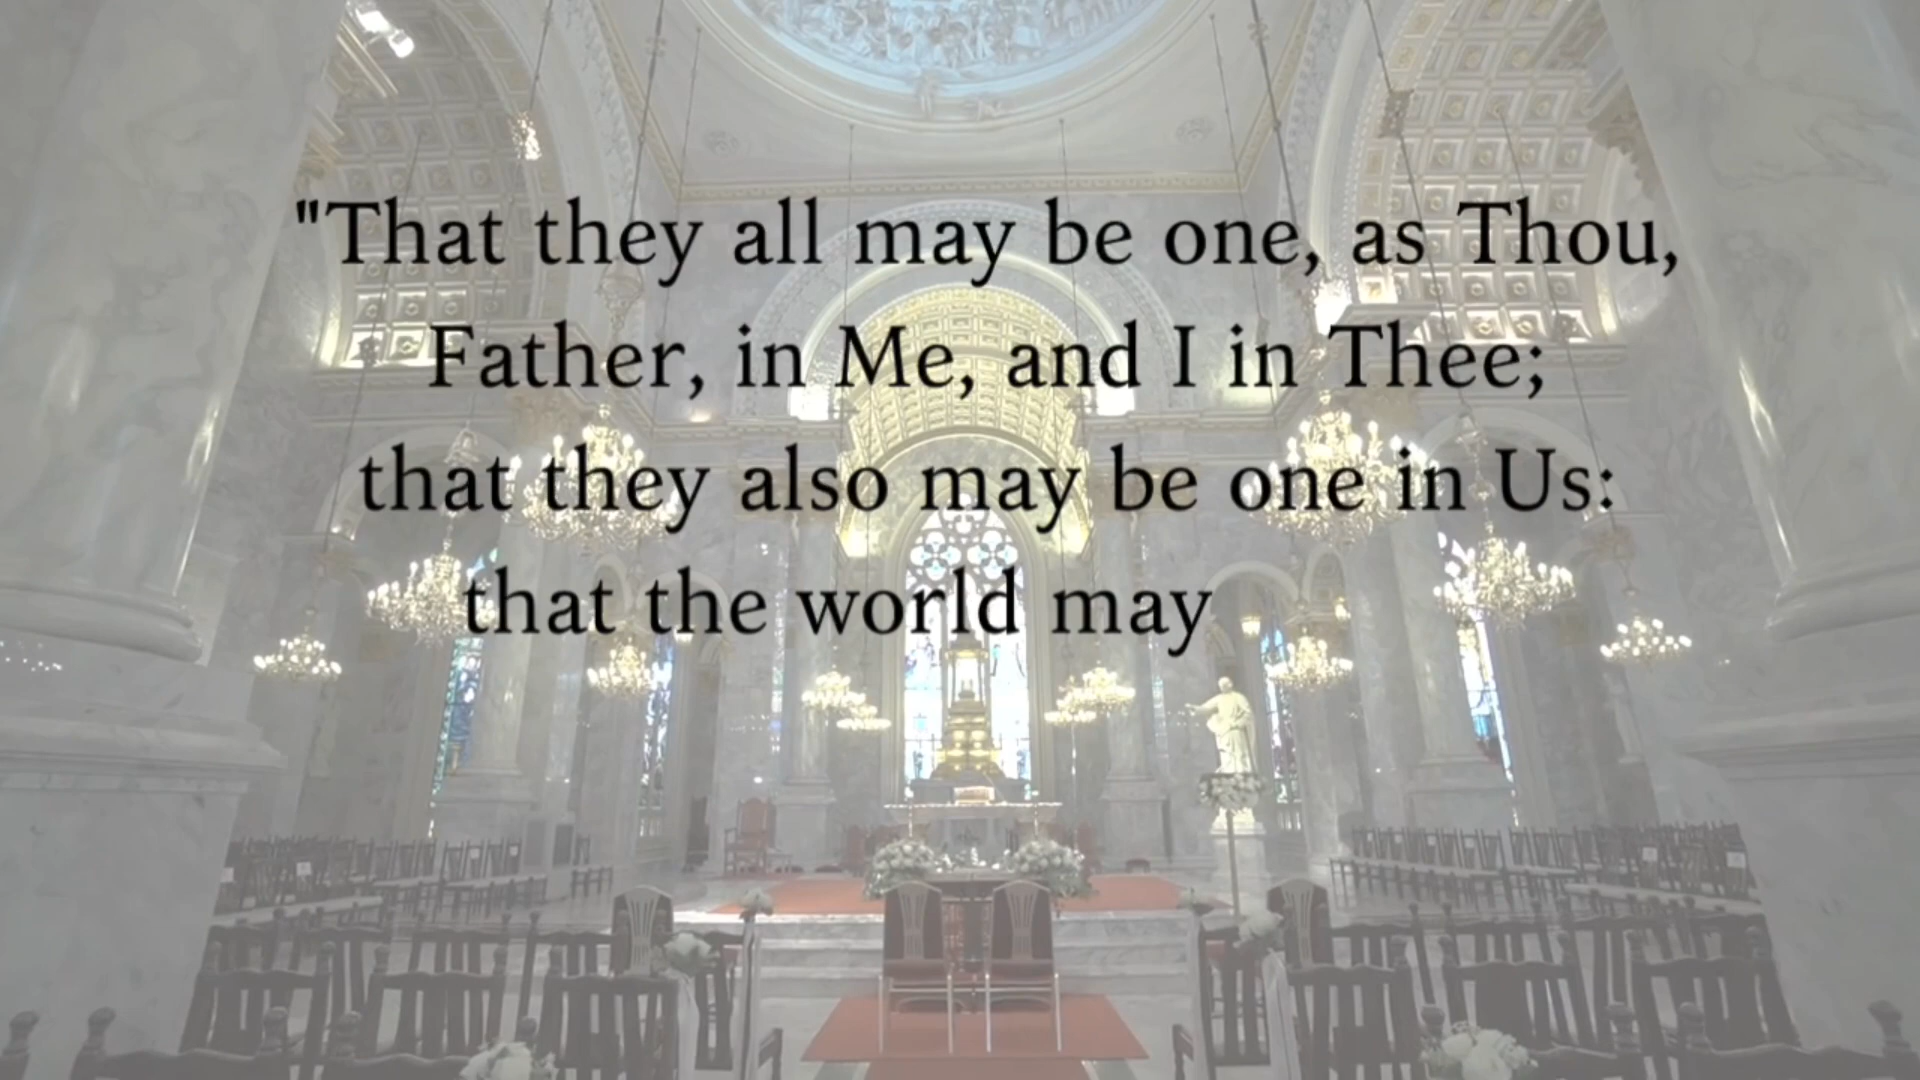 "That they all may be one, as Thou,
Father, in Me, and I in Thee;
that they also may be one in Us:
that the world may